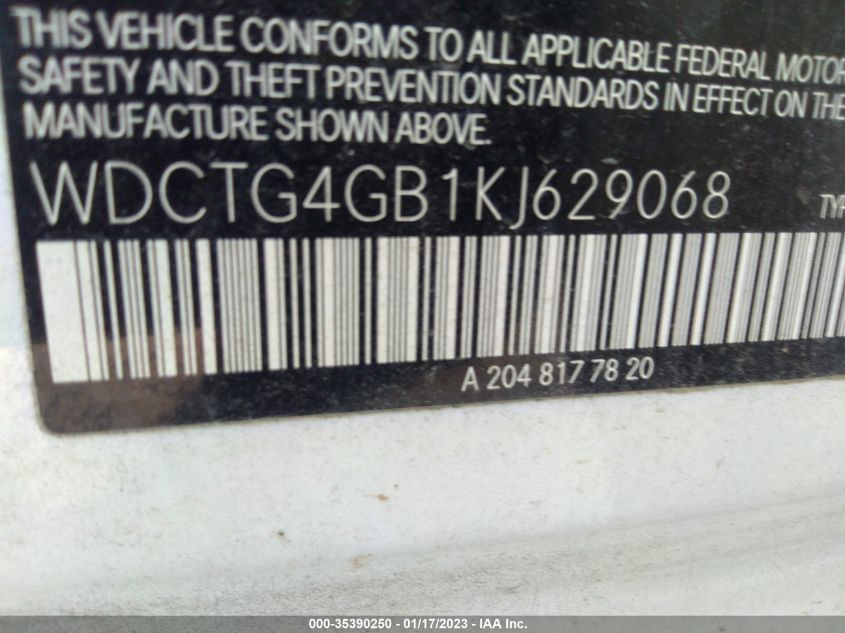 THIS VEHICLE CONFORMS TO ALL APPLICABLE FEDERAL MOTOR
SAFETY AND THEFT PREVENTION STANDARDS IN EFFECT ON THE
MANUFACTURE SHOWN ABOVE.
WDCTG4GB1KJ629068 TYP
A 204 817 78 20
000-35390250 - 01/17/2023 - IAA Inc.